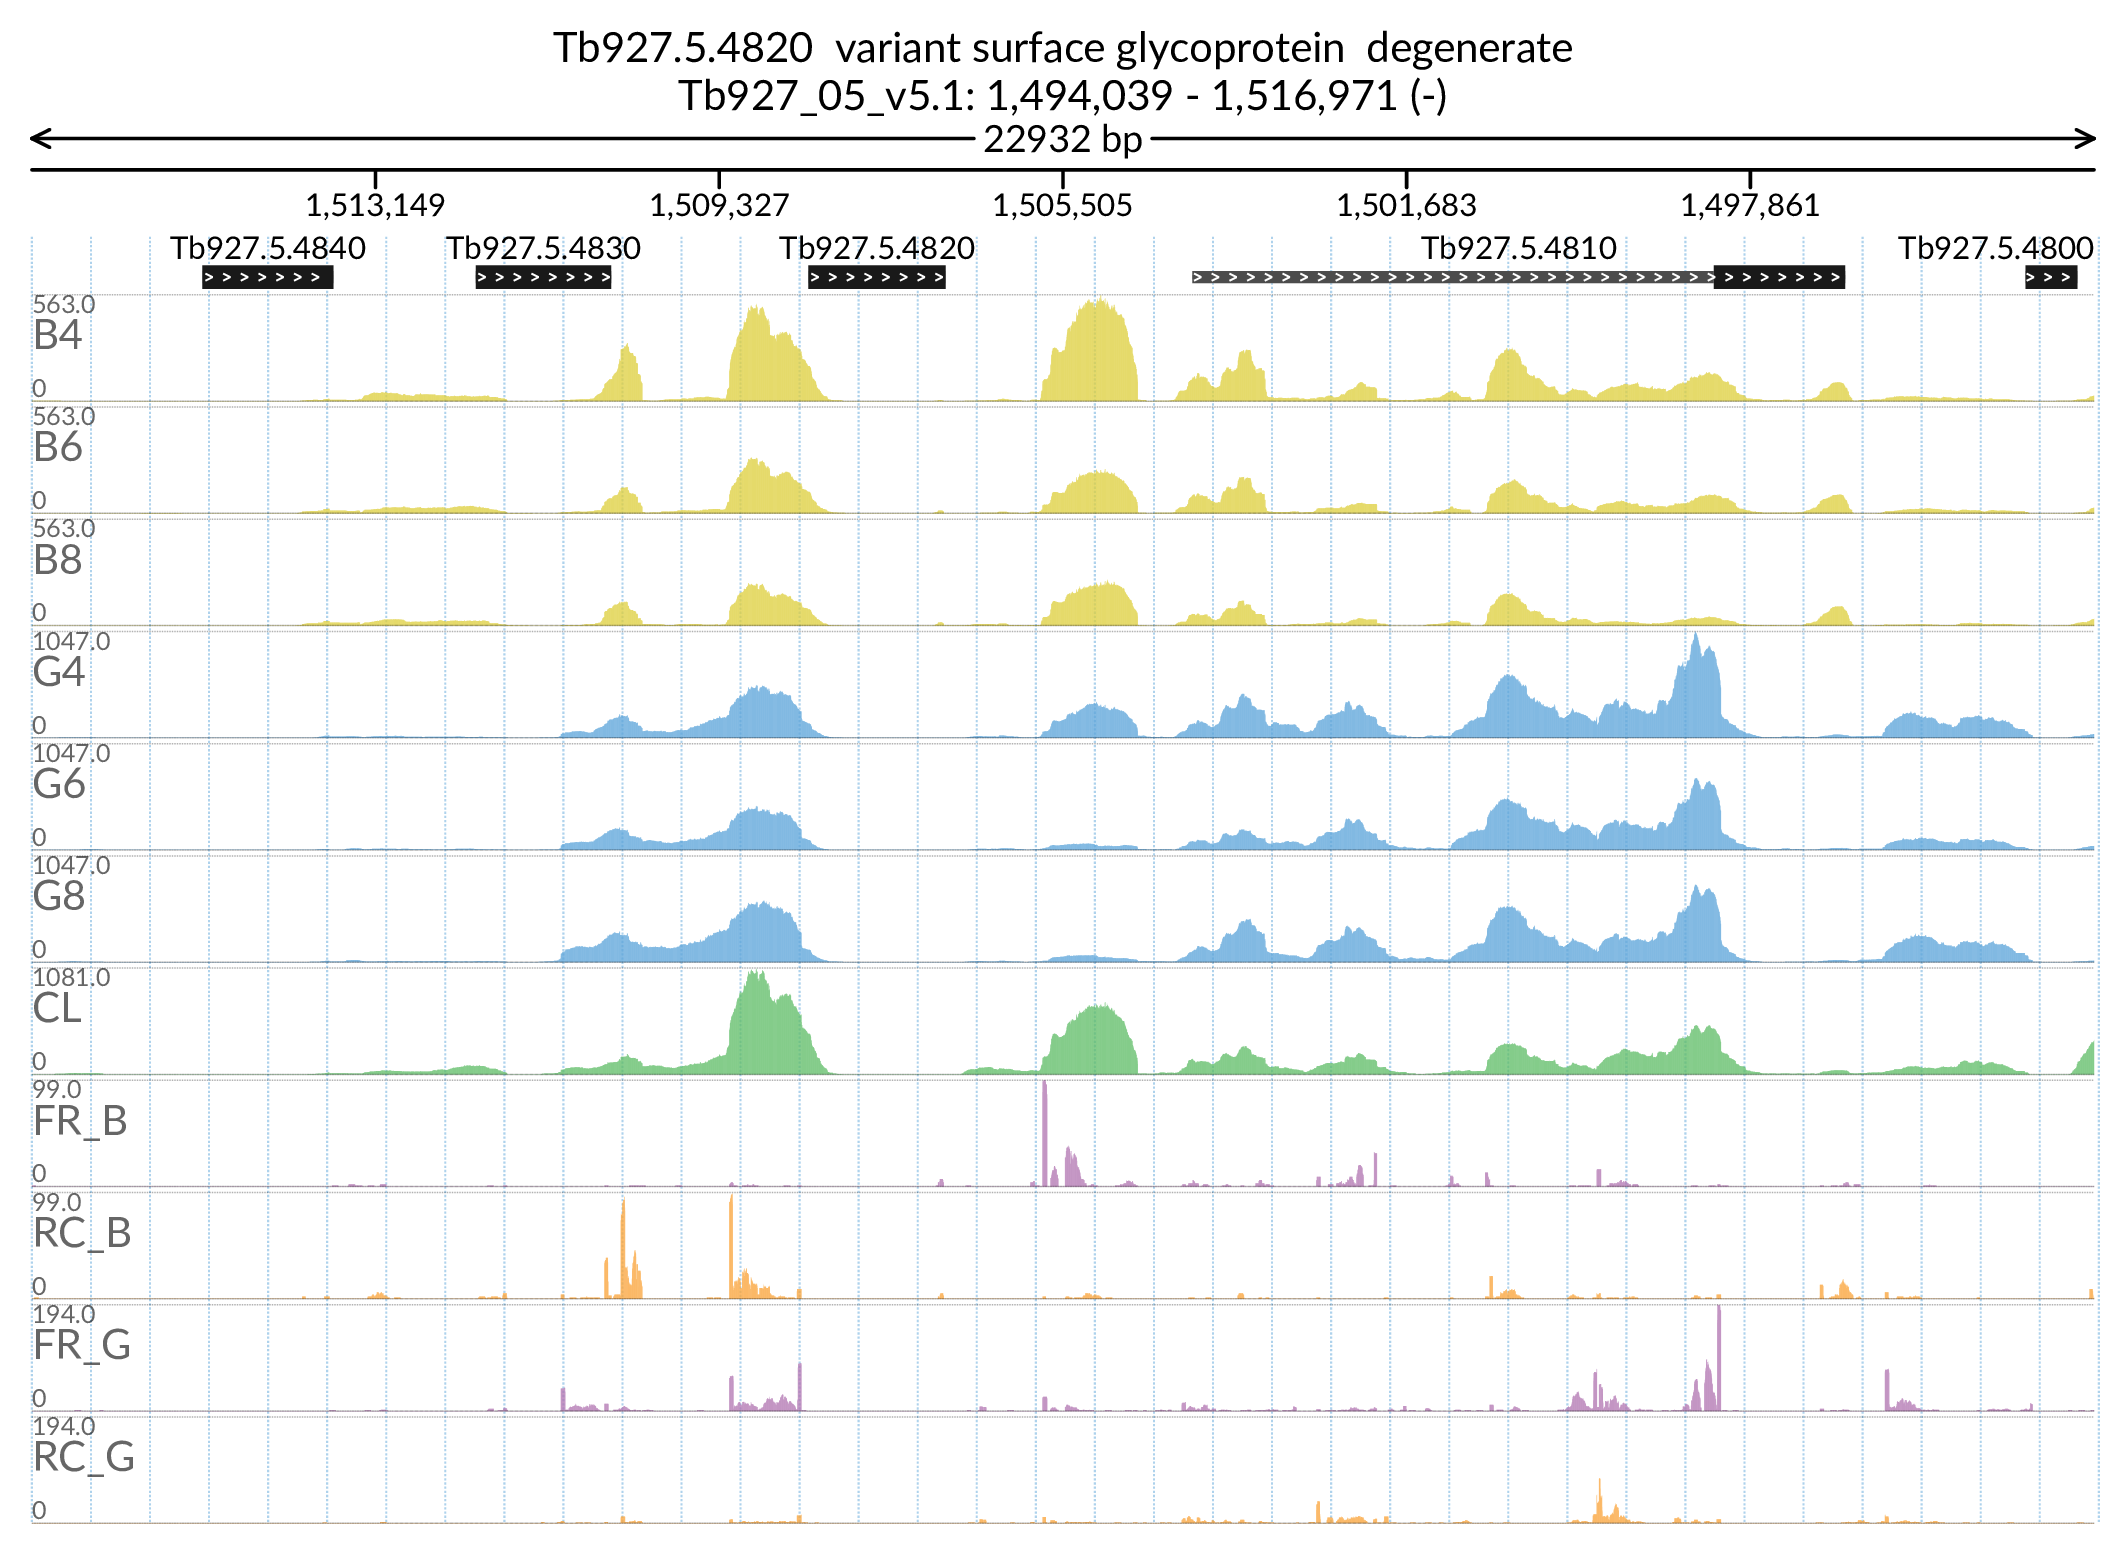 Tb927.5.4820  variant surface glycoprotein  degenerate
Tb927_05_v5.1: 1,494,039 - 1,516,971 (-)
22932 bp
1,513,149 1,509,327 1,505,505 1,501,683 1,497,861
Tb927.5.4840 Tb927.5.4830 Tb927.5.4820 Tb927.5.4810 Tb927.5.4800
563.0
B4
0
563.0
B6
0
563.0
B8
0
1047.0
G4
0
1047.0
G6
0
1047.0
G8
0
1081.0
CL
0
99.0
FR_B
0
99.0
RC_B
0
194.0
FR_G
0
194.0
RC_G
0